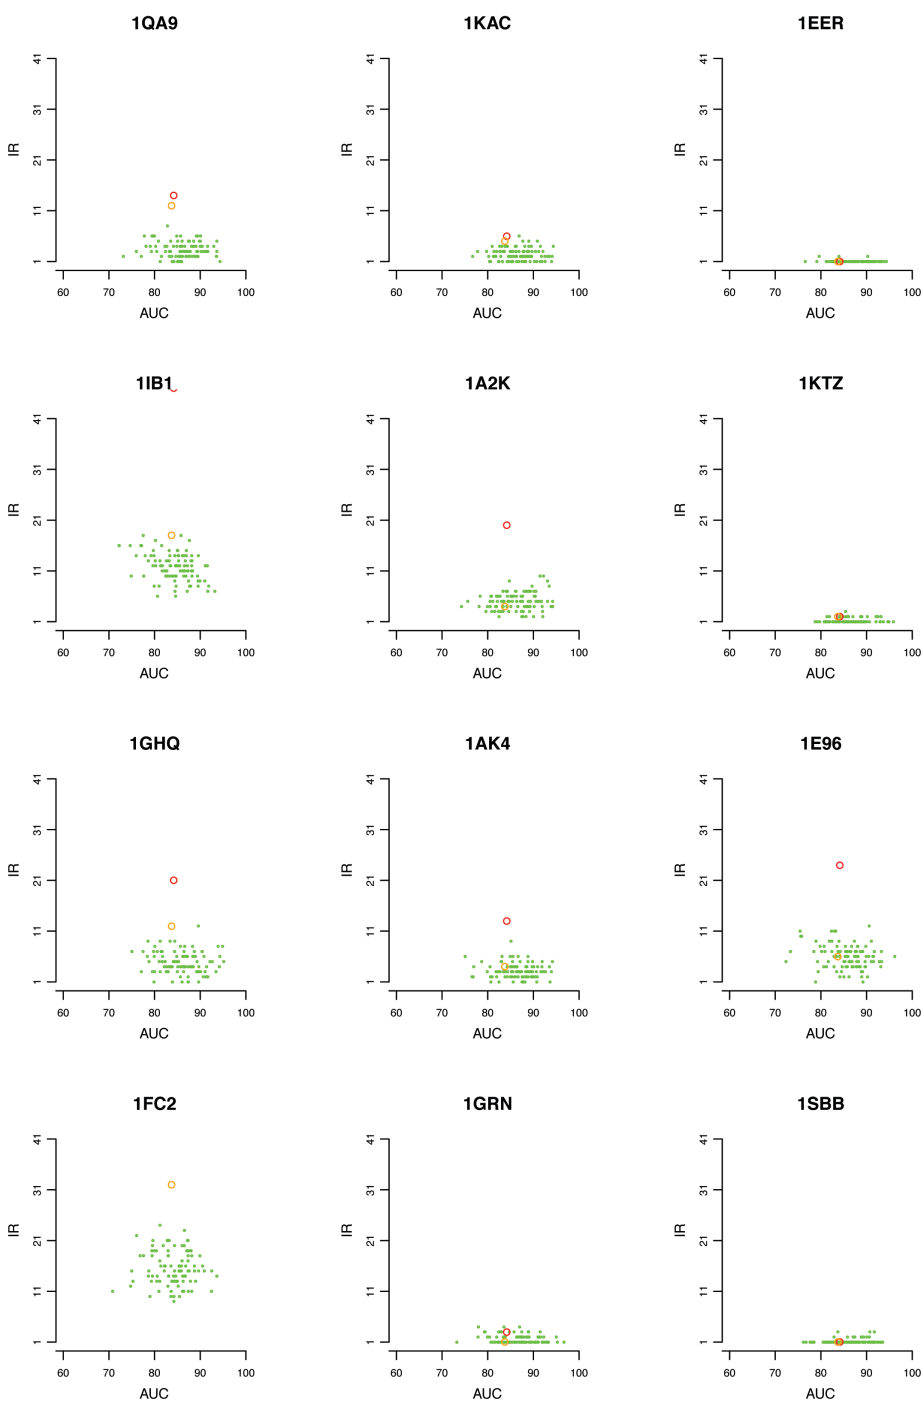 1QA9 1KAC 1EER
41 41 41
31 31 31
IR IR IR
21 21 21
11 11 11
1 1 1
60 70 80 90 100 60 70 80 90 100 60 70 80 90 100
AUC AUC AUC
1IB1 1A2K 1KTZ
41 41 41
31 31 31
IR IR IR
21 21 21
11 11 11
1 1 1
60 70 80 90 100 60 70 80 90 100 60 70 80 90 100
AUC AUC AUC
1GHQ 1AK4 1E96
41 41 41
31 31 31
IR IR IR
21 21 21
11 11 11
1 1 1
60 70 80 90 100 60 70 80 90 100 60 70 80 90 100
AUC AUC AUC
1FC2 1GRN 1SBB
41 41 41
31 31 31
IR IR IR
21 21 21
11 11 11
1 1 1
60 70 80 90 100 60 70 80 90 100 60 70 80 90 100
AUC AUC AUC